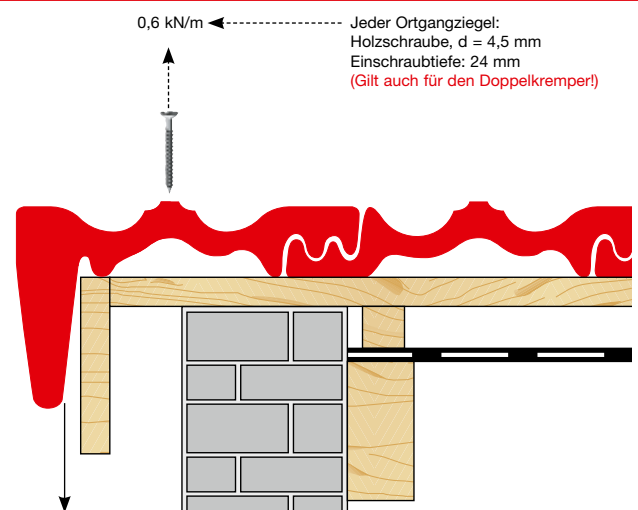 0,6 kN/m
Jeder Ortgangziegel:
Holzschraube, d = 4,5 mm
Einschraubtiefe: 24 mm
(Gilt auch für den Doppelkremper!)